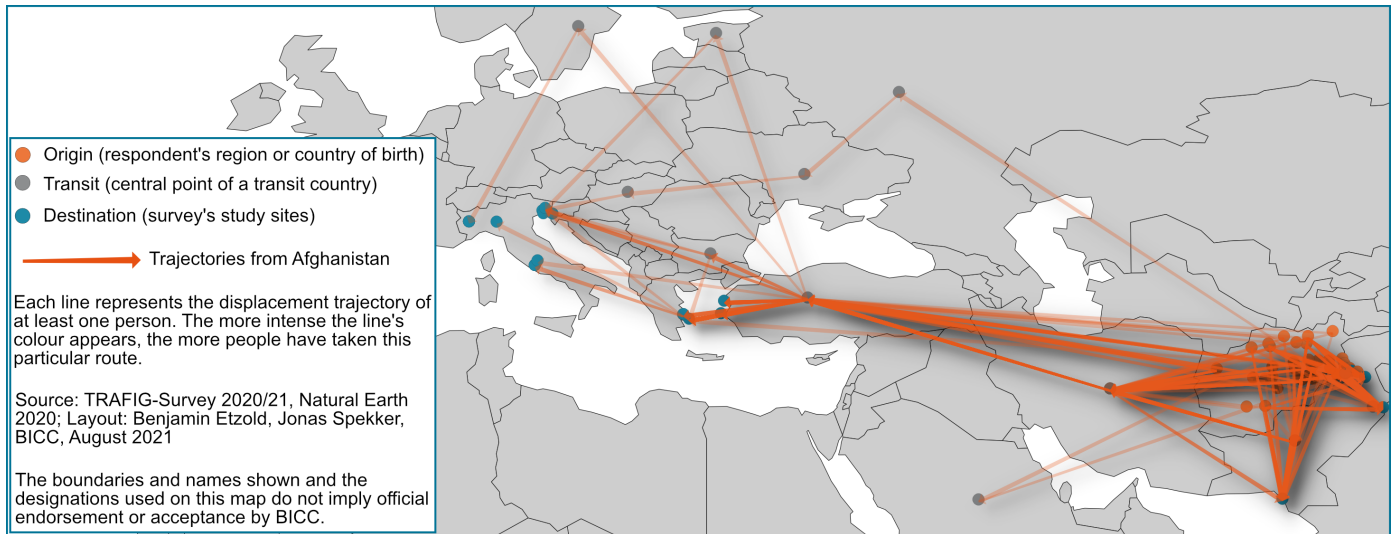 Origin (respondent's region or country of birth)
Transit (central point of a transit country)
Destination (survey's study sites)
Trajectories from Afghanistan
Each line represents the displacement trajectory of
at least one person. The more intense the line's
colour appears, the more people have taken this
particular route.
Source: TRAFIG-Survey 2020/21, Natural Earth
2020; Layout: Benjamin Etzold, Jonas Spekker,
BICC, August 2021
The boundaries and names shown and the
designations used on this map do not imply official
endorsement or acceptance by BICC.